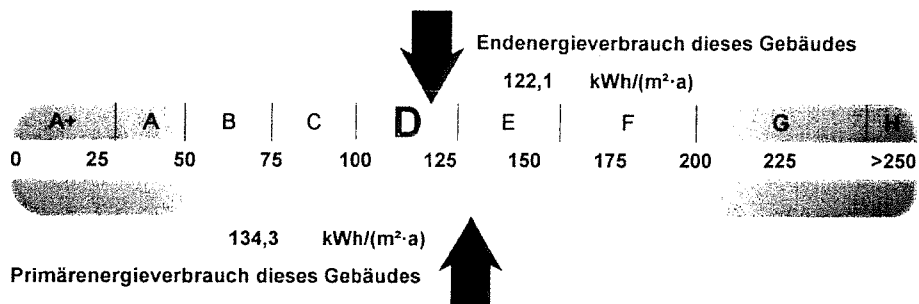 Endenergieverbrauch dieses Gebäudes
122,1 kWh/(m²·a)
A+ A B C D E F G H
0 25 50 75 100 125 150 175 200 225 >250
134,3 kWh/(m²·a)
Primärenergieverbrauch dieses Gebäudes